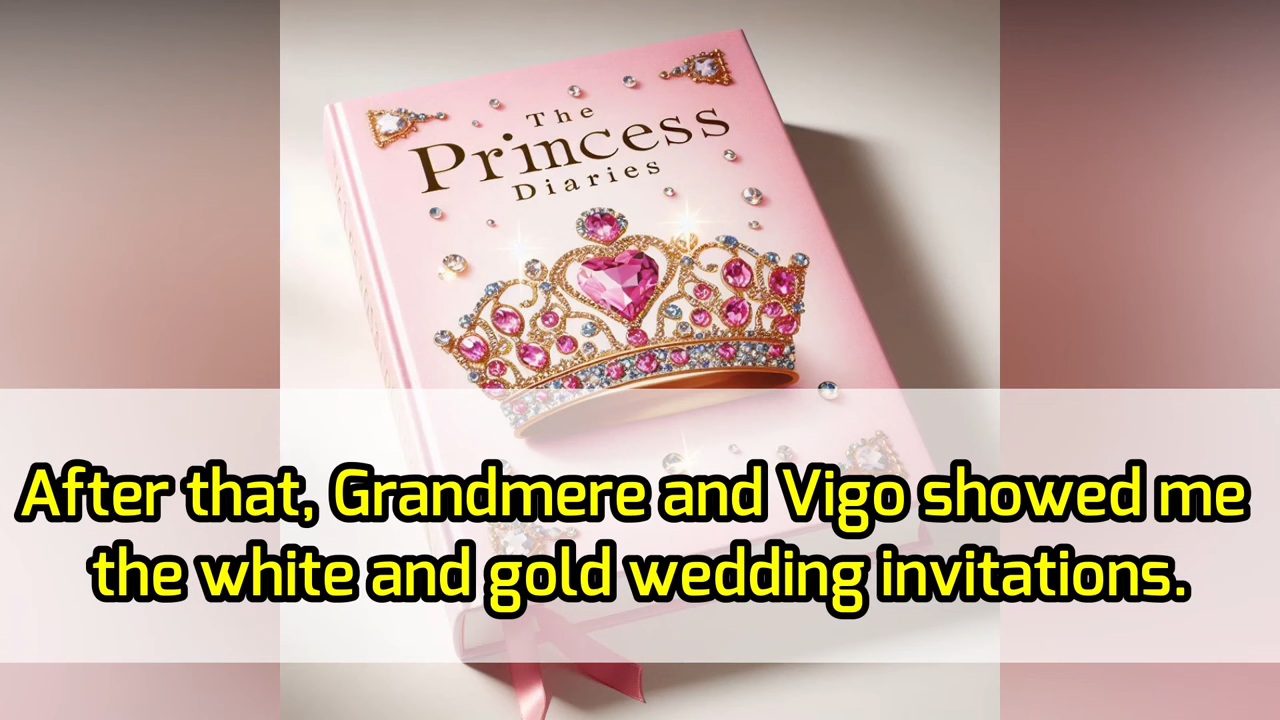 The
Princess
Diaries
After that, Grandmere and Vigo showed me
the white and gold wedding invitations.